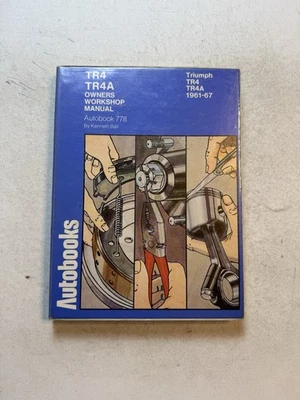 TR4
TR4A
OWNERS
WORKSHOP
MANUAL
Autobook 778
By Kenneth Ball
Triumph
TR4
TR4A
1961-67
Autobooks